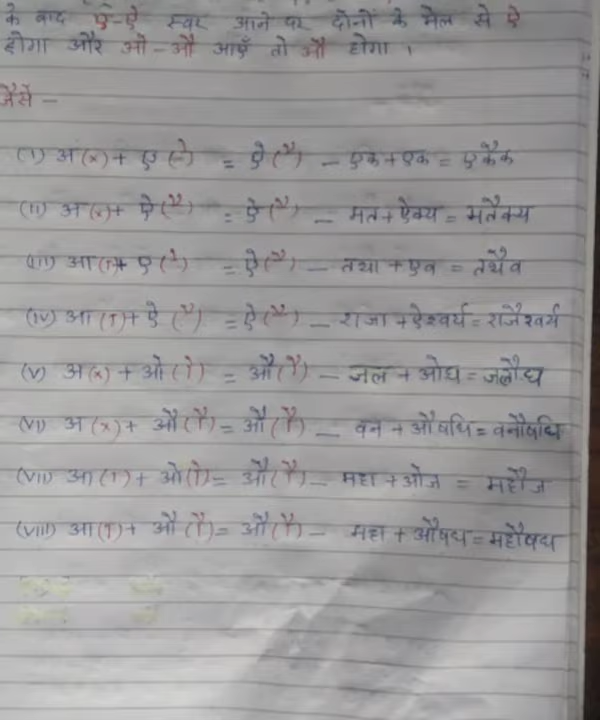 के बाद ए-ऐ स्वर आने पर दोनों के मेल से ऐ
होगा और ओ-औ आएँ तो औ होगा ।
जैसे –
(i) अ(x) + ए(े) = ऐ(ै) – एक+एक = एकैक
(ii) अ(x) + ऐ(ै) = ऐ(ै) – मत+ऐक्य = मतैक्य
(iii) आ(ा) + ए(े) = ऐ(ै) – तथा + एव = तथैव
(iv) आ(ा) + ऐ(ै) = ऐ(ै) – राजा + ऐश्वर्य = राजैश्वर्य
(v) अ(x) + ओ(ो) = औ(ौ) – जल + ओघ = जलौघ
(vi) अ(x) + औ(ौ) = औ(ौ) – वन + औषधि = वनौषधि
(vii) आ(ा) + ओ(ो) = औ(ौ) – महा + ओज = महौज
(viii) आ(ा) + औ(ौ) = औ(ौ) – महा + औषध = महौषध